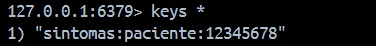 127.0.0.1:6379> keys *
1) "sintomas:paciente:12345678"